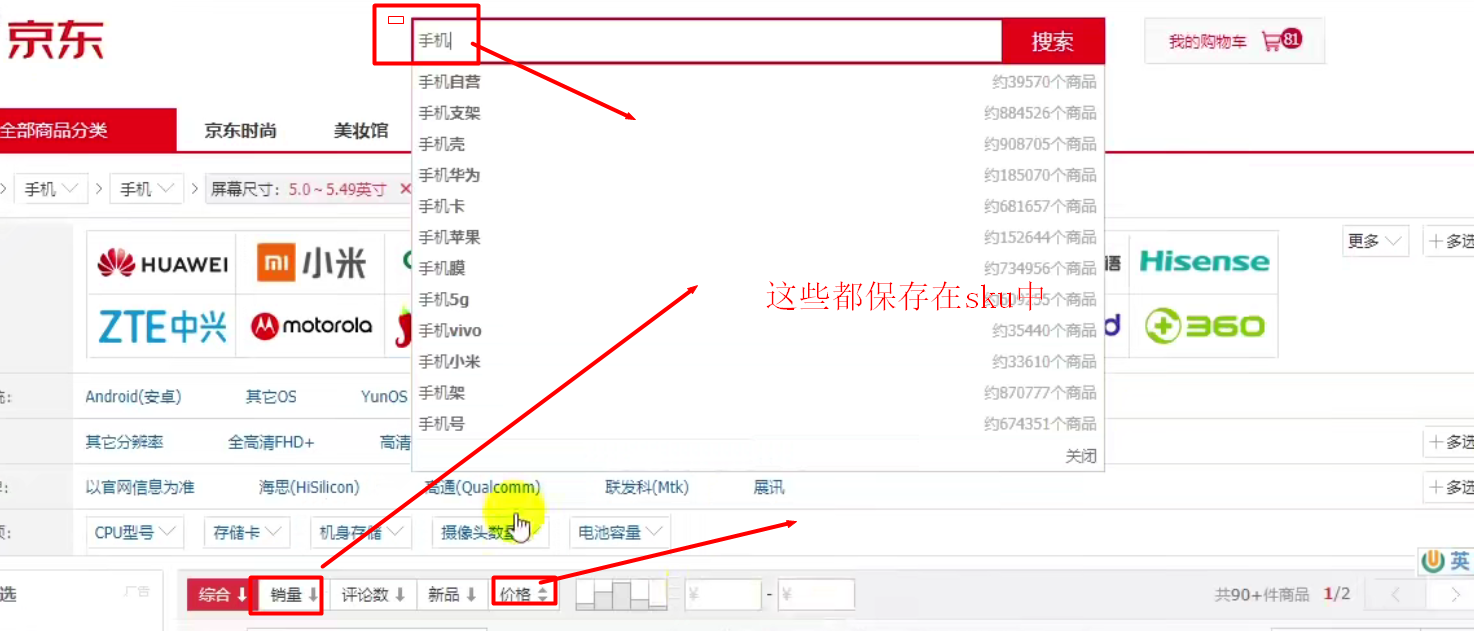 京东
手机
搜索
我的购物车 81
手机自营 约39570个商品
手机支架 约884526个商品
手机壳 约908705个商品
手机华为 约185070个商品
手机卡 约681657个商品
手机苹果 约152644个商品
手机膜 约734956个商品
手机5g
手机vivo 约35440个商品
手机小米 约33610个商品
手机架 约870777个商品
手机号 约674351个商品
关闭
这些都保存在sku中
全部商品分类 京东时尚 美妆馆
> 手机 > 手机 > 屏幕尺寸： 5.0 ~ 5.49英寸 ×
HUAWEI 小米 语 Hisense 更多 +多选
ZTE中兴 motorola d 360
Android(安卓) 其它OS YunOS
其它分辨率 全高清FHD+ 高清 +多选
以官网信息为准 海思(HiSilicon) 高通(Qualcomm) 联发科(Mtk) 展讯 +多选
CPU型号 存储卡 机身存储 摄像头数量 电池容量
英
选 广告
综合 销量 评论数 新品 价格 ¥ - ¥ 共90+件商品 1/2 < >